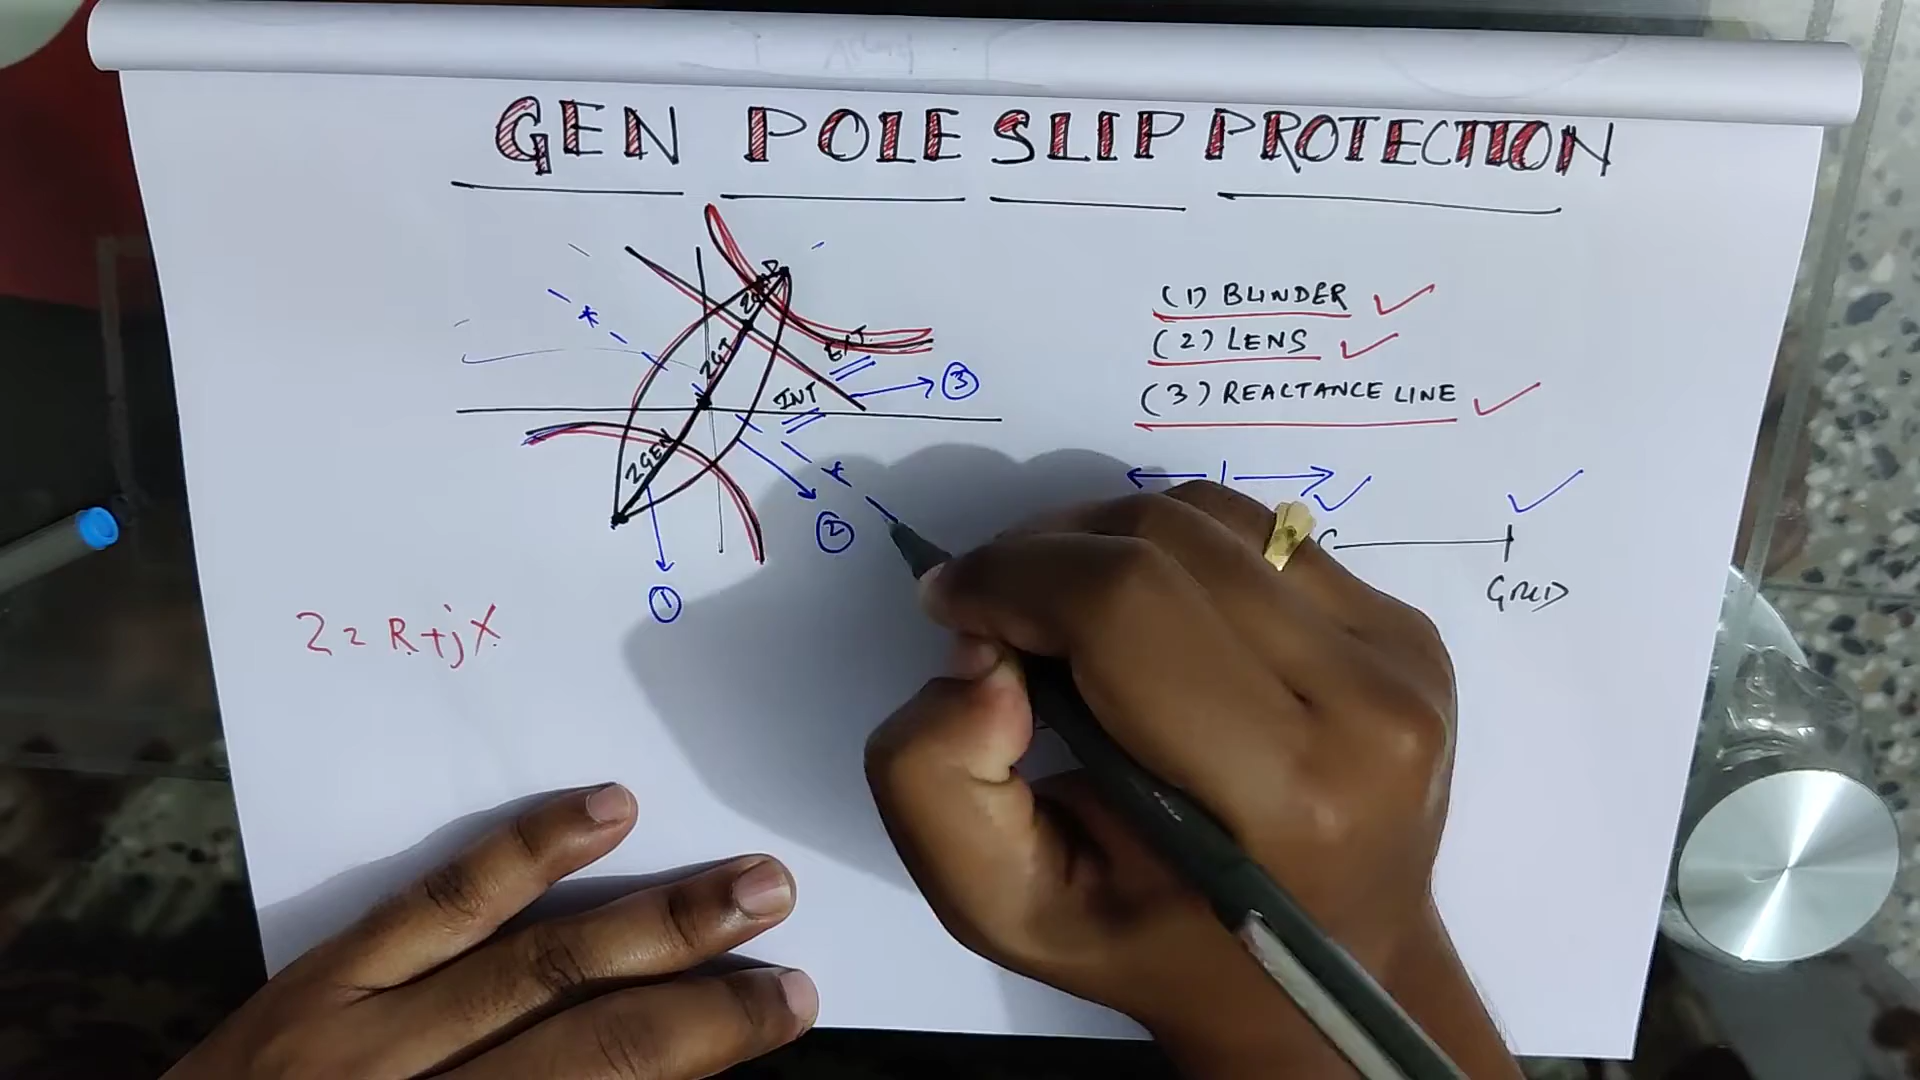 GEN POLE SLIP PROTECTION
(1) BLINDER
(2) LENS
(3) REACTANCE LINE
ZGT
ZGEN
EXT.
INT
3
2
1
GRID
Z = R+jX